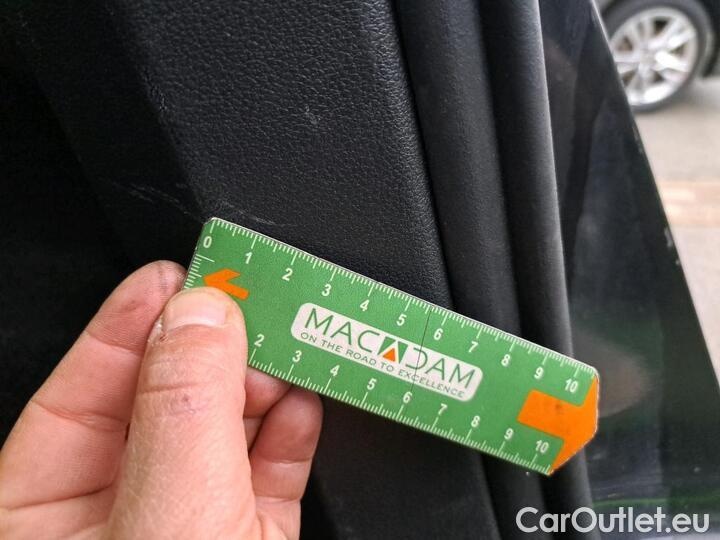 0 1 2 3 4 5 6 7 8 9 10
MACADAM
ON THE ROAD TO EXCELLENCE
2 3 4 5 6 7 8 9 10
CarOutlet.eu